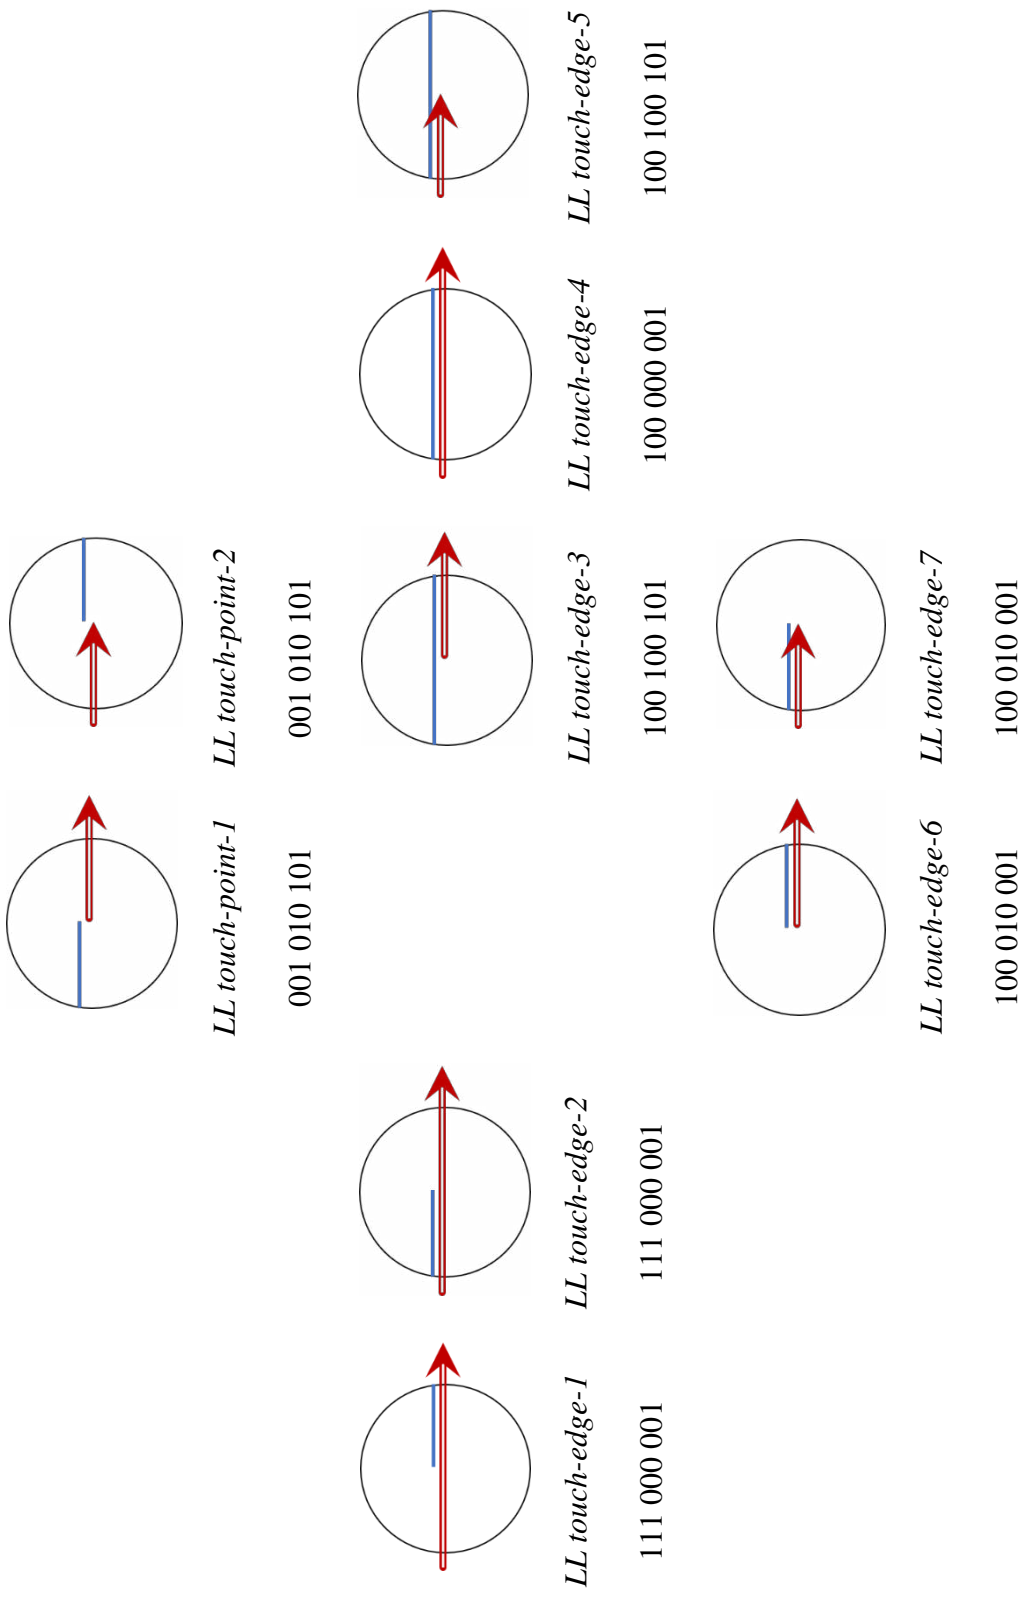 LL touch-point-1
001 010 101
LL touch-point-2
001 010 101
LL touch-edge-1
111 000 001
LL touch-edge-2
111 000 001
LL touch-edge-3
100 100 101
LL touch-edge-4
100 000 001
LL touch-edge-5
100 100 101
LL touch-edge-6
100 010 001
LL touch-edge-7
100 010 001